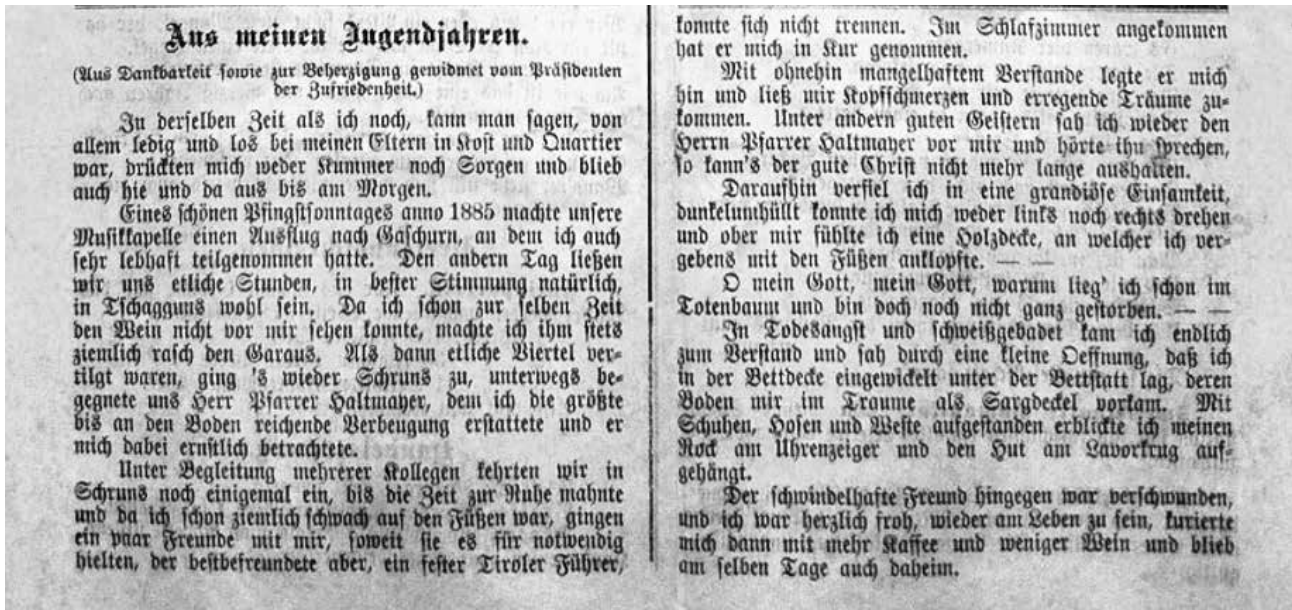 Aus meinen Jugendjahren.
(Aus Dankbarkeit sowie zur Beherzigung gewidmet vom Präsidenten
der Zufriedenheit.)
In derselben Zeit als ich noch, kann man sagen, von
allem ledig und los bei meinen Eltern in Kost und Quartier
war, drückten mich weder Kummer noch Sorgen und blieb
auch hie und da aus bis am Morgen.
Eines schönen Pfingstsonntages anno 1885 machte unsere
Musikkapelle einen Ausflug nach Gaschurn, an dem ich auch
sehr lebhaft teilgenommen hatte. Den andern Tag ließen
wir uns etliche Stunden, in bester Stimmung natürlich,
in Tschagguns wohl sein. Da ich schon zur selben Zeit
den Wein nicht vor mir sehen konnte, machte ich ihm stets
ziemlich rasch den Garaus. Als dann etliche Viertel ver-
tilgt waren, ging 's wieder Schruns zu, unterwegs be-
gegnete uns Herr Pfarrer Haltmayer, dem ich die größte
bis an den Boden reichende Verbeugung erstattete und er
mich dabei ernstlich betrachtete.
Unter Begleitung mehrerer Kollegen kehrten wir in
Schruns noch einigemal ein, bis die Zeit zur Ruhe mahnte
und da ich schon ziemlich schwach auf den Füßen war, gingen
ein paar Freunde mit mir, soweit sie es für notwendig
hielten, der bestbefreundete aber, ein fester Tiroler Führer,
konnte sich nicht trennen. Im Schlafzimmer angekommen
hat er mich in Kur genommen.
Mit ohnehin mangelhaftem Verstande legte er mich
hin und ließ mir Kopfschmerzen und erregende Träume zu-
kommen. Unter andern guten Geistern sah ich wieder den
Herrn Pfarrer Haltmayer vor mir und hörte ihn sprechen,
so kann's der gute Christ nicht mehr lange aushalten.
Daraufhin verfiel ich in eine grandiöse Einsamkeit,
dunkelumhüllt konnte ich mich weder links noch rechts drehen
und ober mir fühlte ich eine Holzdecke, an welcher ich ver-
gebens mit den Füßen anklopfte. — —
O mein Gott, mein Gott, warum lieg' ich schon im
Totenbaum und bin doch noch nicht ganz gestorben. — —
In Todesangst und schweißgebadet kam ich endlich
zum Verstand und sah durch eine kleine Oeffnung, daß ich
in der Bettdecke eingewickelt unter der Bettstatt lag, deren
Boden mir im Traume als Sargdeckel vorkam. Mit
Schuhen, Hosen und Weste aufgestanden erblickte ich meinen
Rock am Uhrenzeiger und den Hut am Lavorkrug auf-
gehängt.
Der schwindelhafte Freund hingegen war verschwunden,
und ich war herzlich froh, wieder am Leben zu sein, kurierte
mich dann mit mehr Kaffee und weniger Wein und blieb
am selben Tage auch daheim.